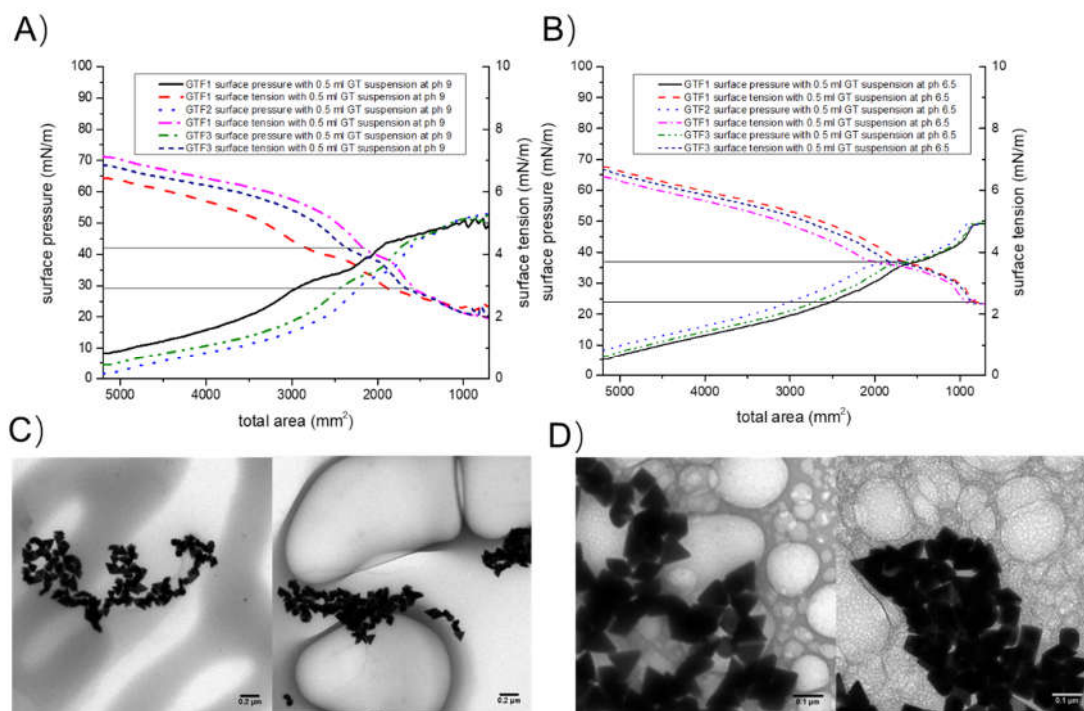 A)
100
90
80
70
60
50
40
30
20
10
0
surface pressure (mN/m)
GTF1 surface pressure with 0.5 ml GT suspension at ph 9
GTF1 surface tension with 0.5 ml GT suspension at ph 9
GTF2 surface pressure with 0.5 ml GT suspension at ph 9
GTF1 surface tension with 0.5 ml GT suspension at ph 9
GTF3 surface pressure with 0.5 ml GT suspension at ph 9
GTF3 surface tension with 0.5 ml GT suspension at ph 9
10
8
6
4
2
0
surface tension (mN/m)
5000 4000 3000 2000 1000
total area (mm²)
B)
100
90
80
70
60
50
40
30
20
10
0
surface pressure (mN/m)
GTF1 surface pressure with 0.5 ml GT suspension at ph 6.5
GTF1 surface tension with 0.5 ml GT suspension at ph 6.5
GTF2 surface pressure with 0.5 ml GT suspension at ph 6.5
GTF1 surface tension with 0.5 ml GT suspension at ph 6.5
GTF3 surface pressure with 0.5 ml GT suspension at ph 6.5
GTF3 surface tension with 0.5 ml GT suspension at ph 6.5
10
8
6
4
2
0
surface tension (mN/m)
5000 4000 3000 2000 1000
total area (mm²)
C)
0.2 µm
0.2 µm
D)
0.1 µm
0.1 µm